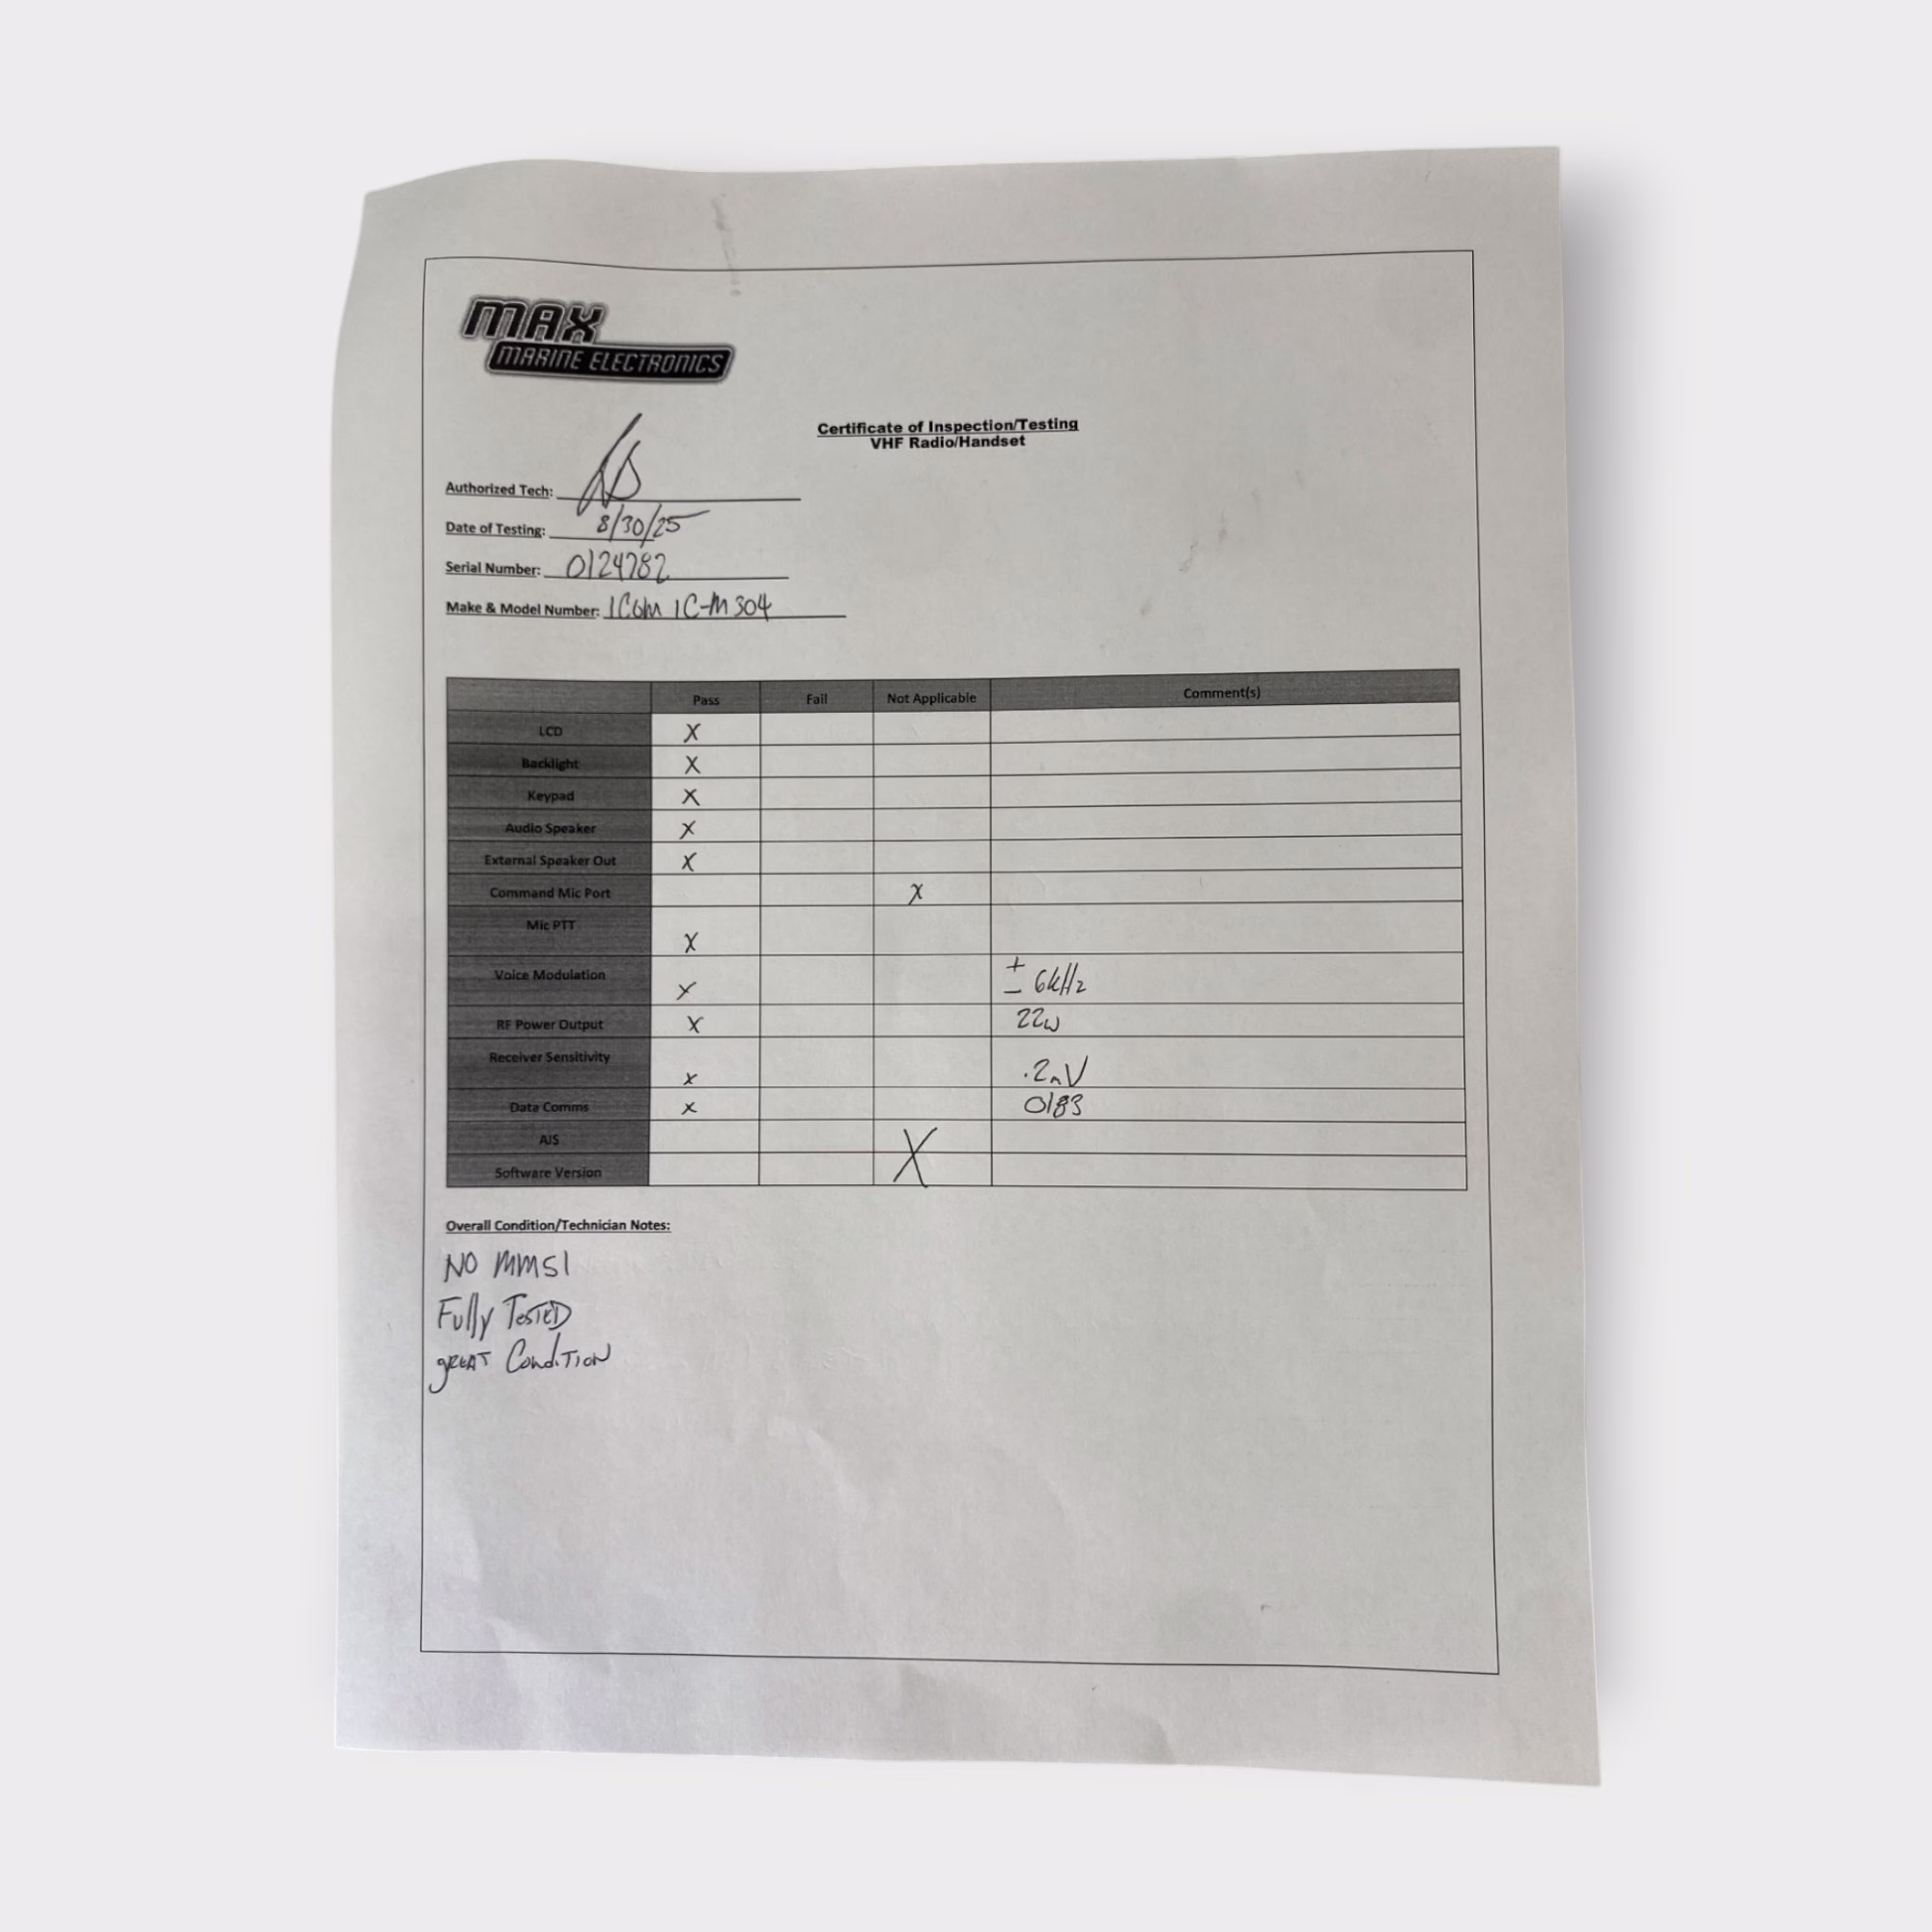 MAX
MARINE ELECTRONICS
Certificate of Inspection/Testing
VHF Radio/Handset
Authorized Tech:
Date of Testing: 8/30/25
Serial Number: 0124782
Make & Model Number: ICOM IC-M304
Pass Fail Not Applicable Comment(s)
LCD X
Backlight X
Keypad X
Audio Speaker X
External Speaker Out X
Command Mic Port X
Mic PTT X
Voice Modulation X ± 6kHz
RF Power Output X 22w
Receiver Sensitivity X .2nV
Data Comms X 0183
AIS X
Software Version
Overall Condition/Technician Notes:
NO MMSI
Fully TESTED
gREAT CondiTION